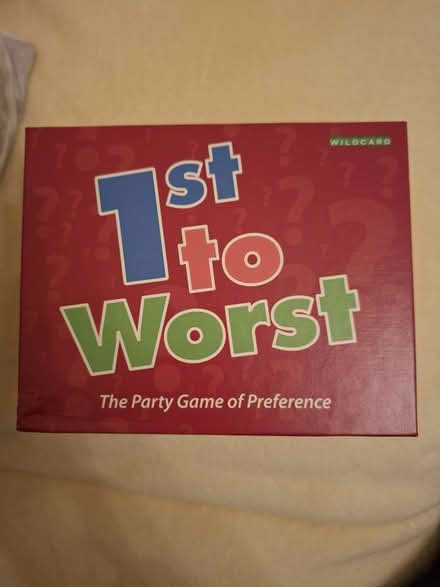 WILDCARD
1st
to
Worst
The Party Game of Preference